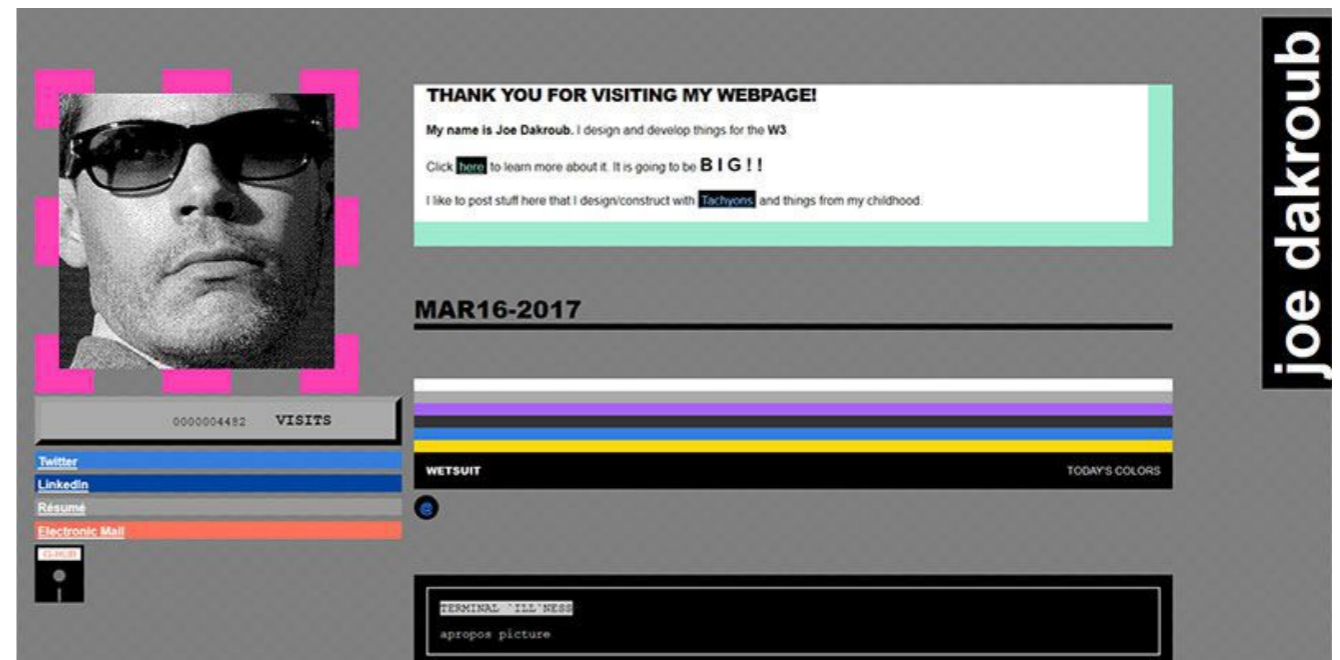 joe dakroub
THANK YOU FOR VISITING MY WEBPAGE!
My name is Joe Dakroub. I design and develop things for the W3
Click here to learn more about it. It is going to be B I G ! !
I like to post stuff here that I design/construct with Tachyons and things from my childhood.
0000004482 VISITS
Twitter
LinkedIn
Résumé
Electronic Mail
G-HUB
MAR16-2017
WETSUIT TODAY'S COLORS
@
TERMINAL `ILL'NESS
apropos picture